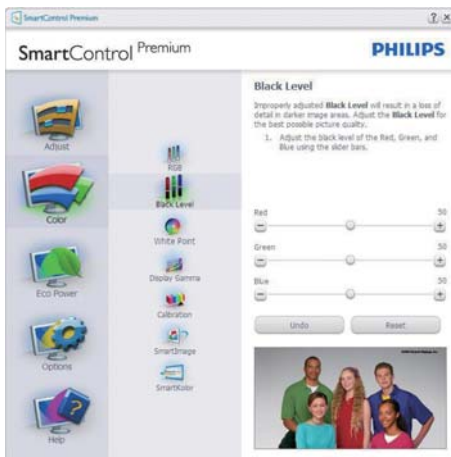 SmartControl Premium
SmartControl Premium
PHILIPS
Adjust
Color
Eco Power
Options
Help
RGB
Black Level
White Point
Display Gamma
Calibration
SmartImage
SmartKolor
Black Level
Improperly adjusted Black Level will result in a loss of
detail in darker image areas. Adjust the Black Level for
the best possible picture quality.
1. Adjust the black level of the Red, Green, and
Blue using the slider bars.
Red 50
Green 50
Blue 50
Undo
Reset